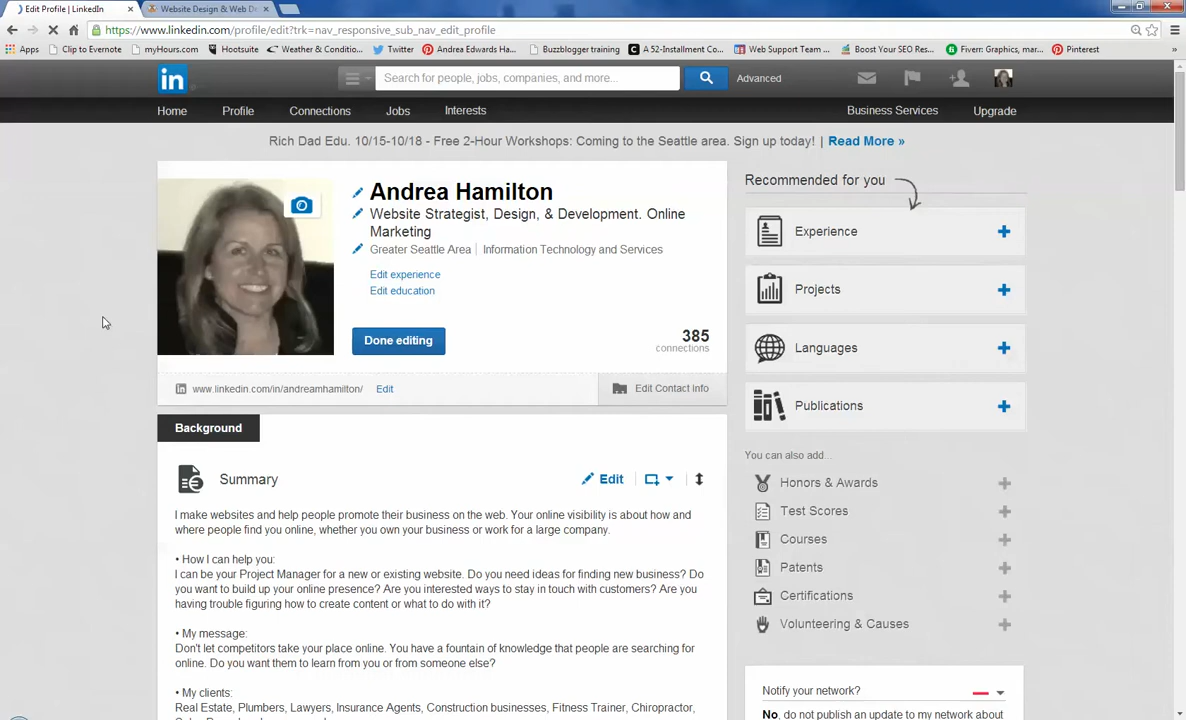 Edit Profile | LinkedIn
Website Design & Web D
https://www.linkedin.com/profile/edit?trk=nav_responsive_sub_nav_edit_profile
Apps Clip to Evernote myHours.com Hootsuite Weather & Conditio... Twitter Andrea Edwards Ha... Buzzblogger training A 52-Installment Co... Web Support Team ... Boost Your SEO Res... Fiverr: Graphics, mar... Pinterest »
in Search for people, jobs, companies, and more... Advanced
Home Profile Connections Jobs Interests Business Services Upgrade
Rich Dad Edu. 10/15-10/18 - Free 2-Hour Workshops: Coming to the Seattle area. Sign up today! | Read More »
Andrea Hamilton
Website Strategist, Design, & Development. Online
Marketing
Greater Seattle Area | Information Technology and Services
Edit experience
Edit education
Done editing
385
connections
in www.linkedin.com/in/andreamhamilton/ Edit
Edit Contact Info
Background
Summary
Edit
I make websites and help people promote their business on the web. Your online visibility is about how and
where people find you online, whether you own your business or work for a large company.
• How I can help you:
I can be your Project Manager for a new or existing website. Do you need ideas for finding new business? Do
you want to build up your online presence? Are you interested ways to stay in touch with customers? Are you
having trouble figuring how to create content or what to do with it?
• My message:
Don't let competitors take your place online. You have a fountain of knowledge that people are searching for
online. Do you want them to learn from you or from someone else?
• My clients:
Real Estate, Plumbers, Lawyers, Insurance Agents, Construction businesses, Fitness Trainer, Chiropractor,
Recommended for you
Experience
Projects
Languages
Publications
You can also add...
Honors & Awards
Test Scores
Courses
Patents
Certifications
Volunteering & Causes
Notify your network?
No, do not publish an update to my network about